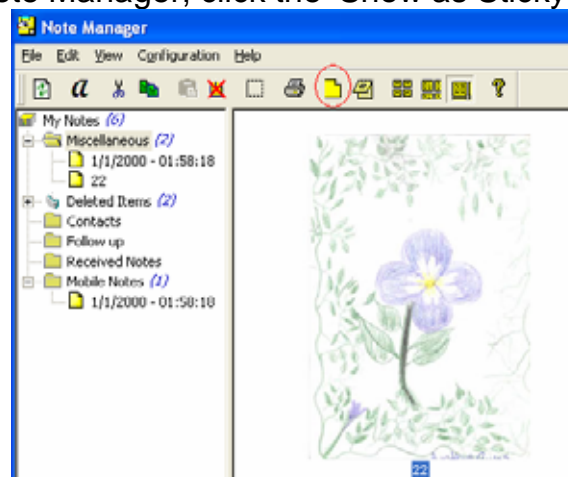 ote Manager, click the 'Show as Sticky
Note Manager
File Edit View Configuration Help
My Notes (6)
Miscellaneous (2)
1/1/2000 - 01:58:18
22
Deleted Items (2)
Contacts
Follow up
Received Notes
Mobile Notes (1)
1/1/2000 - 01:58:18
22